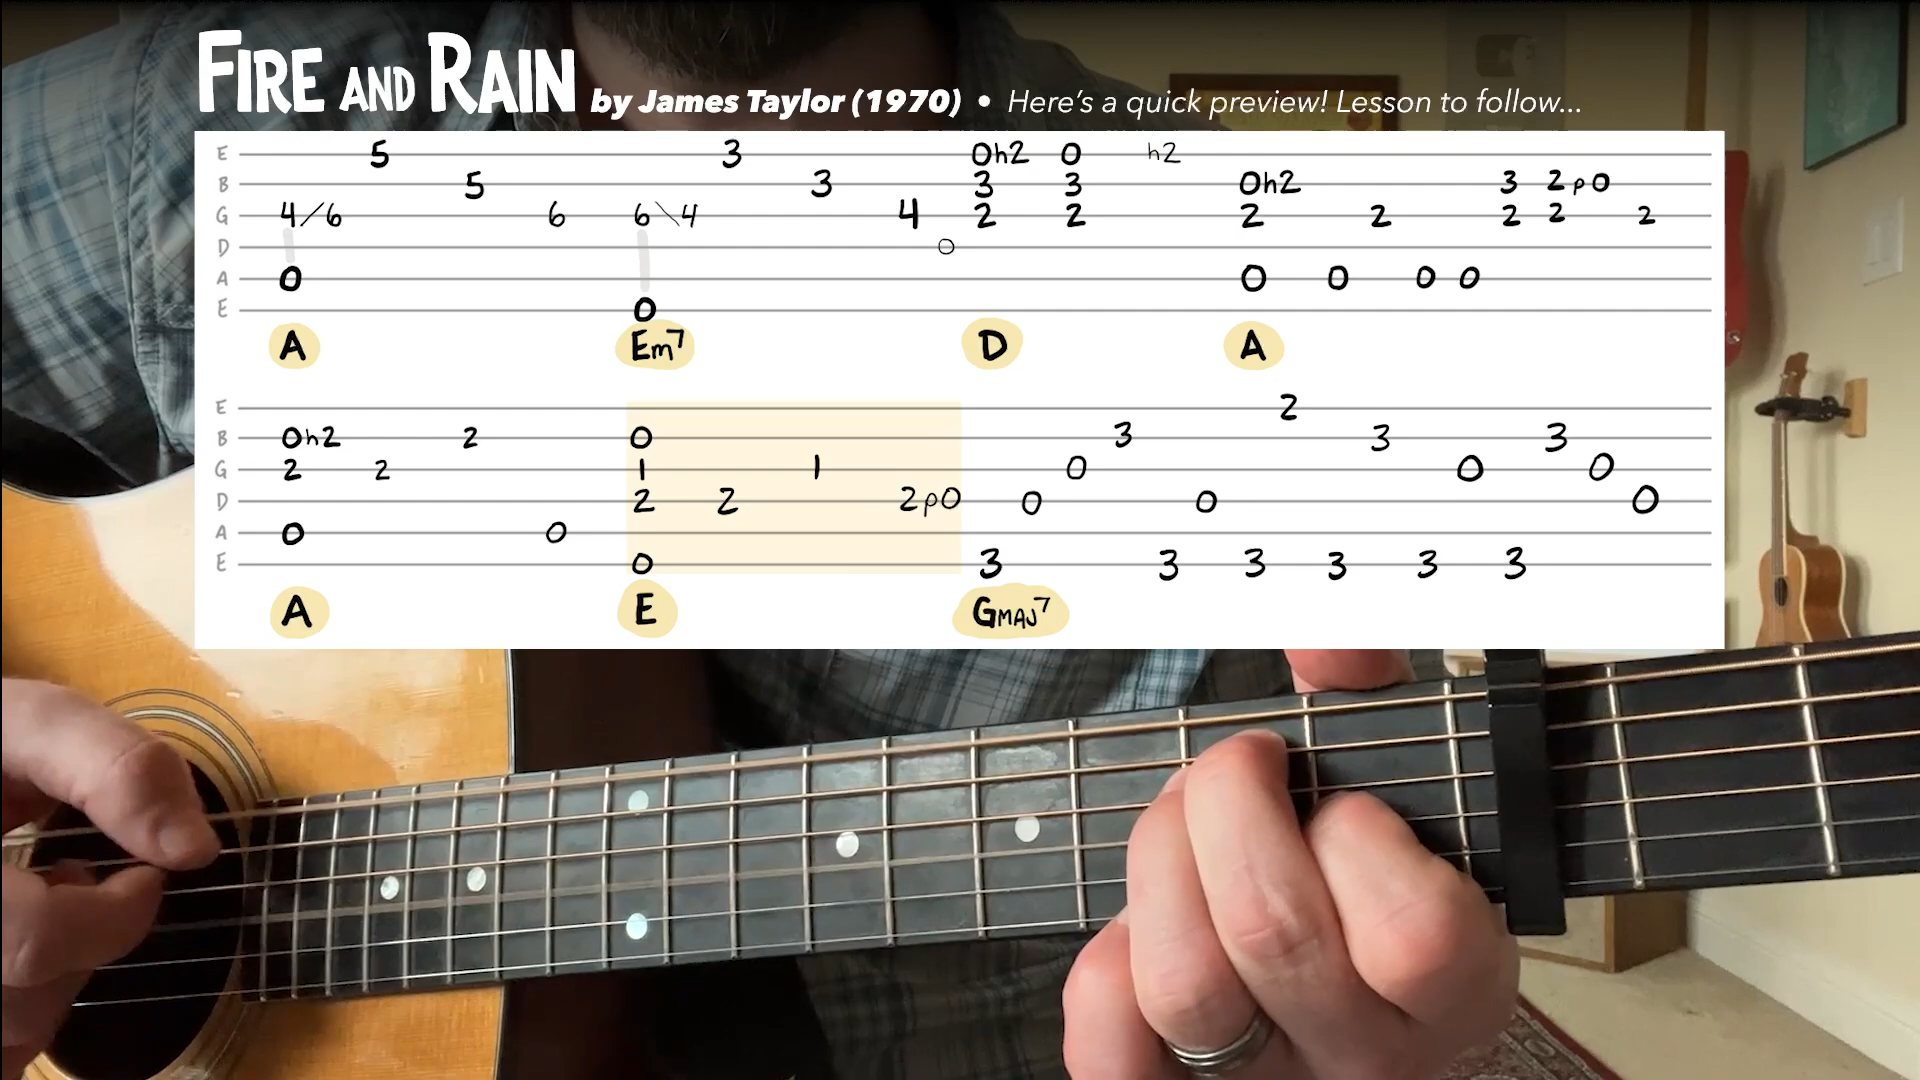 FIRE AND RAIN by James Taylor (1970) • Here's a quick preview! Lesson to follow...
E 5 3 0h2 0 h2
B 5 3 3 3 0h2 3 2p0
G 4/6 6 6\4 4 2 2 2 2 2 2 2
D 0
A 0 0 0 0 0
E 0
A Em7 D A
E 2
B 0h2 2 0 3 3 3
G 2 2 1 1 0 0 0
D 2 2 2p0 0 0 0
A 0 0
E 0 3 3 3 3 3 3
A E GMAJ7